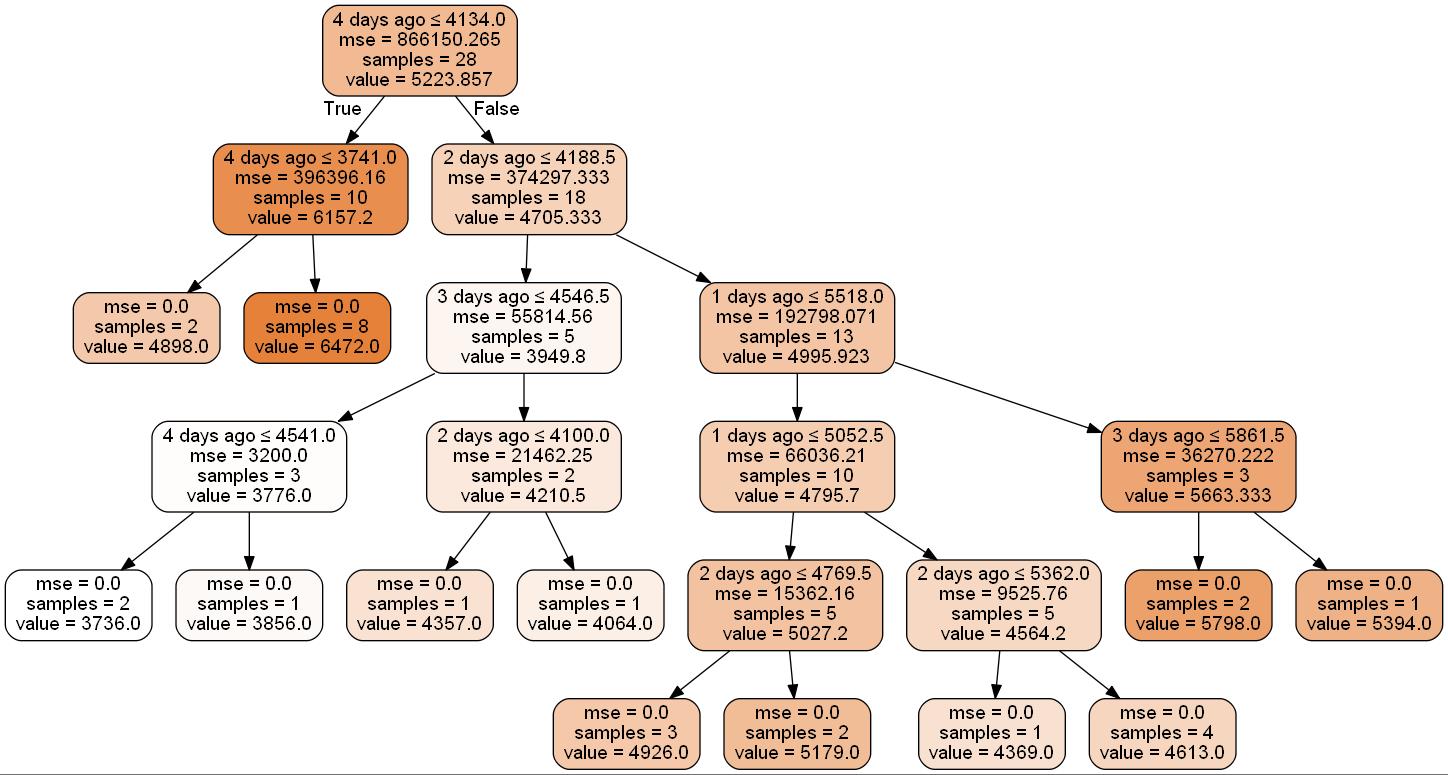 4 days ago ≤ 4134.0
mse = 866150.265
samples = 28
value = 5223.857
True
False
4 days ago ≤ 3741.0
mse = 396396.16
samples = 10
value = 6157.2
2 days ago ≤ 4188.5
mse = 374297.333
samples = 18
value = 4705.333
mse = 0.0
samples = 2
value = 4898.0
mse = 0.0
samples = 8
value = 6472.0
3 days ago ≤ 4546.5
mse = 55814.56
samples = 5
value = 3949.8
1 days ago ≤ 5518.0
mse = 192798.071
samples = 13
value = 4995.923
4 days ago ≤ 4541.0
mse = 3200.0
samples = 3
value = 3776.0
2 days ago ≤ 4100.0
mse = 21462.25
samples = 2
value = 4210.5
1 days ago ≤ 5052.5
mse = 66036.21
samples = 10
value = 4795.7
3 days ago ≤ 5861.5
mse = 36270.222
samples = 3
value = 5663.333
mse = 0.0
samples = 2
value = 3736.0
mse = 0.0
samples = 1
value = 3856.0
mse = 0.0
samples = 1
value = 4357.0
mse = 0.0
samples = 1
value = 4064.0
2 days ago ≤ 4769.5
mse = 15362.16
samples = 5
value = 5027.2
2 days ago ≤ 5362.0
mse = 9525.76
samples = 5
value = 4564.2
mse = 0.0
samples = 2
value = 5798.0
mse = 0.0
samples = 1
value = 5394.0
mse = 0.0
samples = 3
value = 4926.0
mse = 0.0
samples = 2
value = 5179.0
mse = 0.0
samples = 1
value = 4369.0
mse = 0.0
samples = 4
value = 4613.0